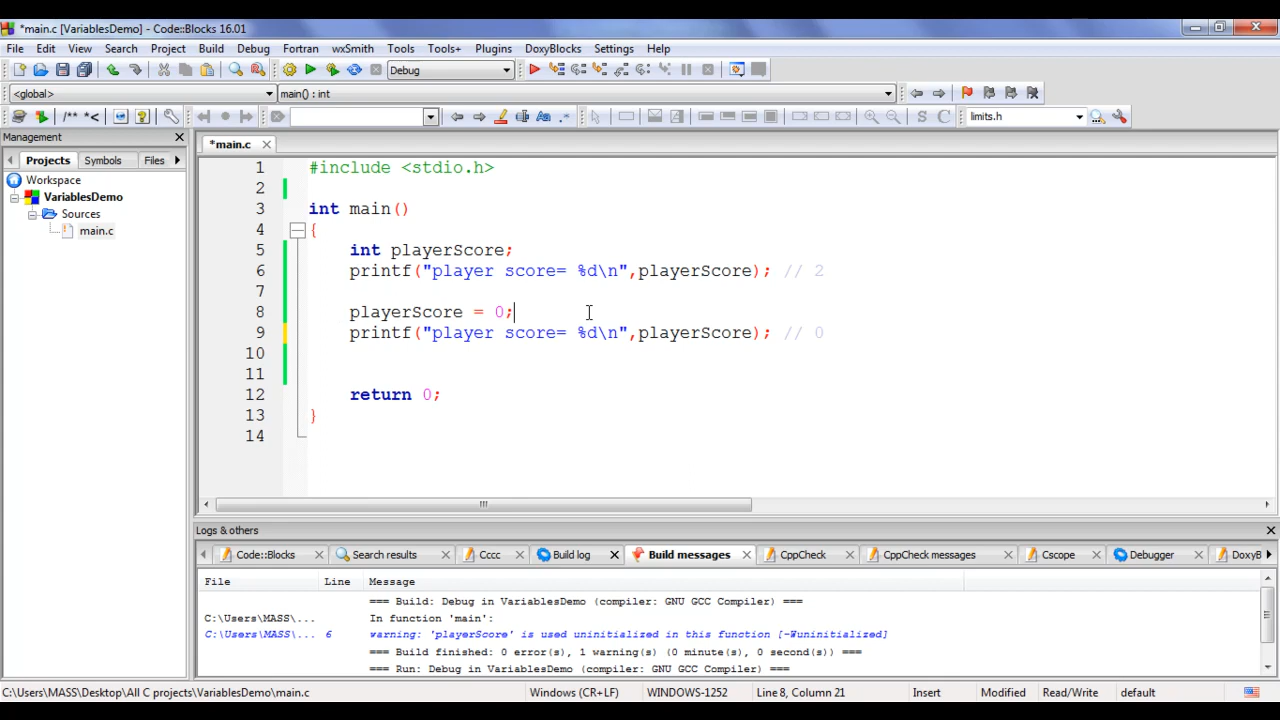 *main.c [VariablesDemo] - Code::Blocks 16.01
File Edit View Search Project Build Debug Fortran wxSmith Tools Tools+ Plugins DoxyBlocks Settings Help
Debug
<global> main() : int
/** *< limits.h
Management
Projects Symbols Files
Workspace
VariablesDemo
Sources
main.c
*main.c
1 #include <stdio.h>
2
3 int main()
4 {
5 int playerScore;
6 printf("player score= %d\n",playerScore); // 2
7
8 playerScore = 0;
9 printf("player score= %d\n",playerScore); // 0
10
11
12 return 0;
13 }
14
Logs & others
Code::Blocks Search results Cccc Build log Build messages CppCheck CppCheck messages Cscope Debugger DoxyB
File Line Message
=== Build: Debug in VariablesDemo (compiler: GNU GCC Compiler) ===
C:\Users\MASS\... In function 'main':
C:\Users\MASS\... 6 warning: 'playerScore' is used uninitialized in this function [-Wuninitialized]
=== Build finished: 0 error(s), 1 warning(s) (0 minute(s), 0 second(s)) ===
=== Run: Debug in VariablesDemo (compiler: GNU GCC Compiler) ===
C:\Users\MASS\Desktop\All C projects\VariablesDemo\main.c Windows (CR+LF) WINDOWS-1252 Line 8, Column 21 Insert Modified Read/Write default